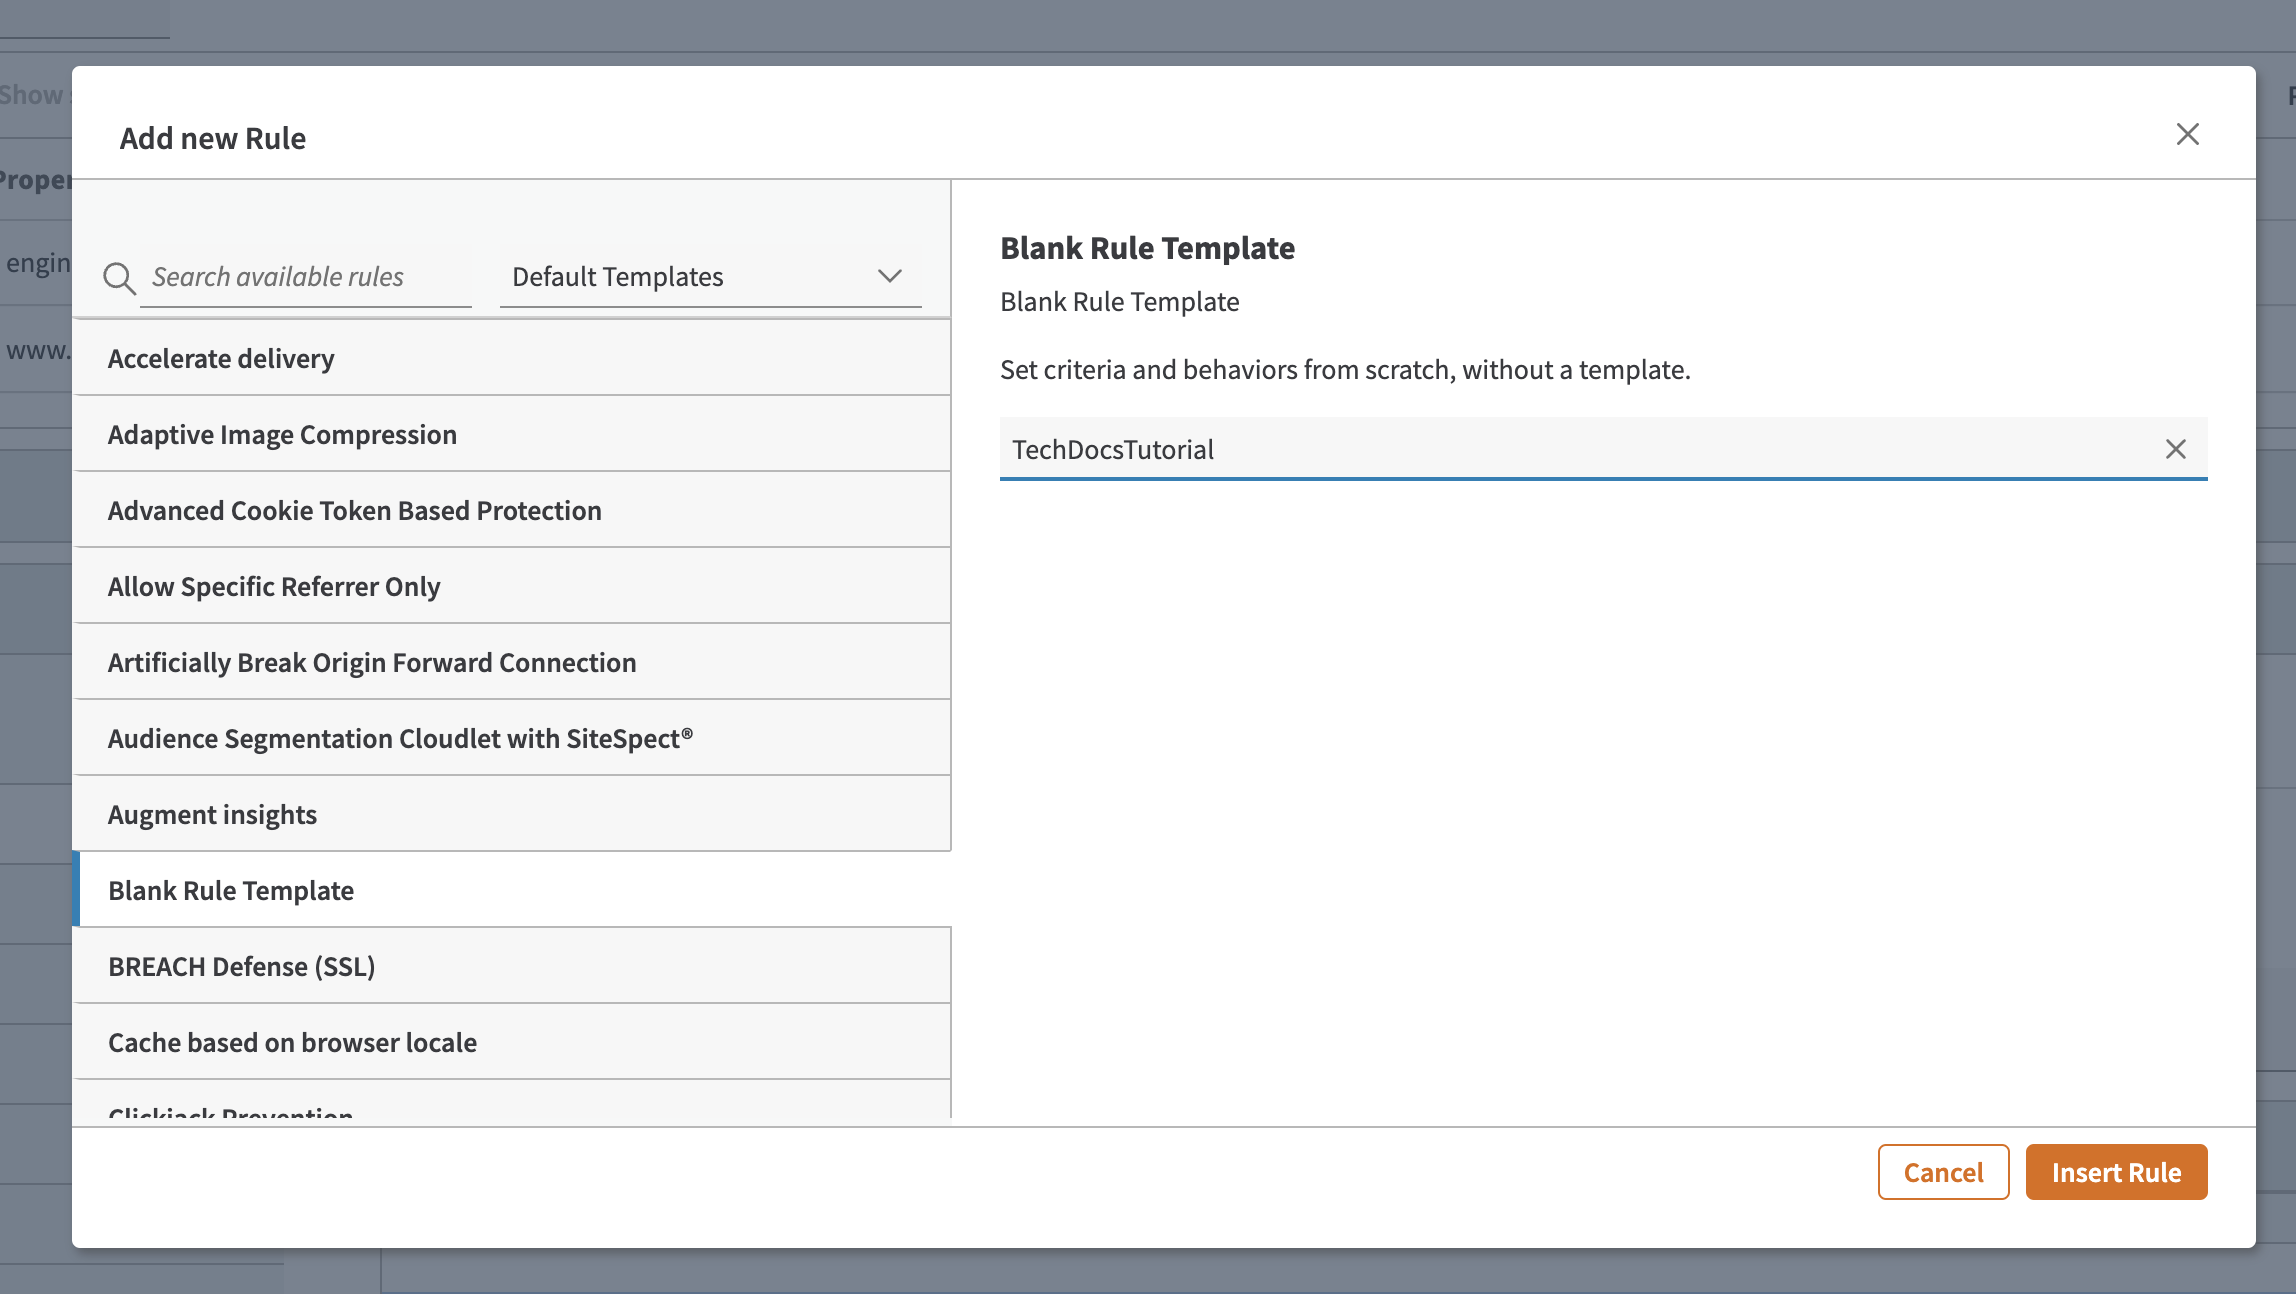 Show
Add new Rule
Proper
engin
www.
Search available rules
Default Templates
Accelerate delivery
Adaptive Image Compression
Advanced Cookie Token Based Protection
Allow Specific Referrer Only
Artificially Break Origin Forward Connection
Audience Segmentation Cloudlet with SiteSpect®
Augment insights
Blank Rule Template
BREACH Defense (SSL)
Cache based on browser locale
Clickjack Prevention
Blank Rule Template
Blank Rule Template
Set criteria and behaviors from scratch, without a template.
TechDocsTutorial
Cancel
Insert Rule